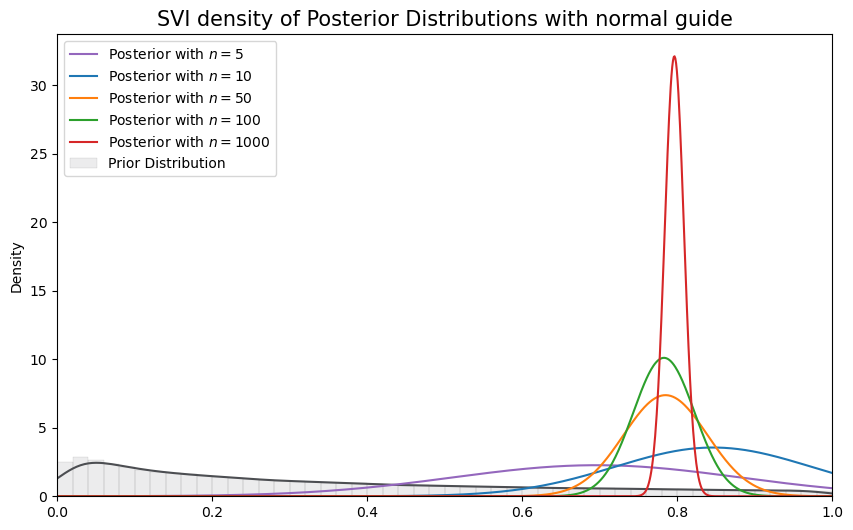 SVI density of Posterior Distributions with normal guide
Posterior with n = 5
Posterior with n = 10
Posterior with n = 50
Posterior with n = 100
Posterior with n = 1000
Prior Distribution
Density
30
25
20
15
10
5
0
0.0 0.2 0.4 0.6 0.8 1.0